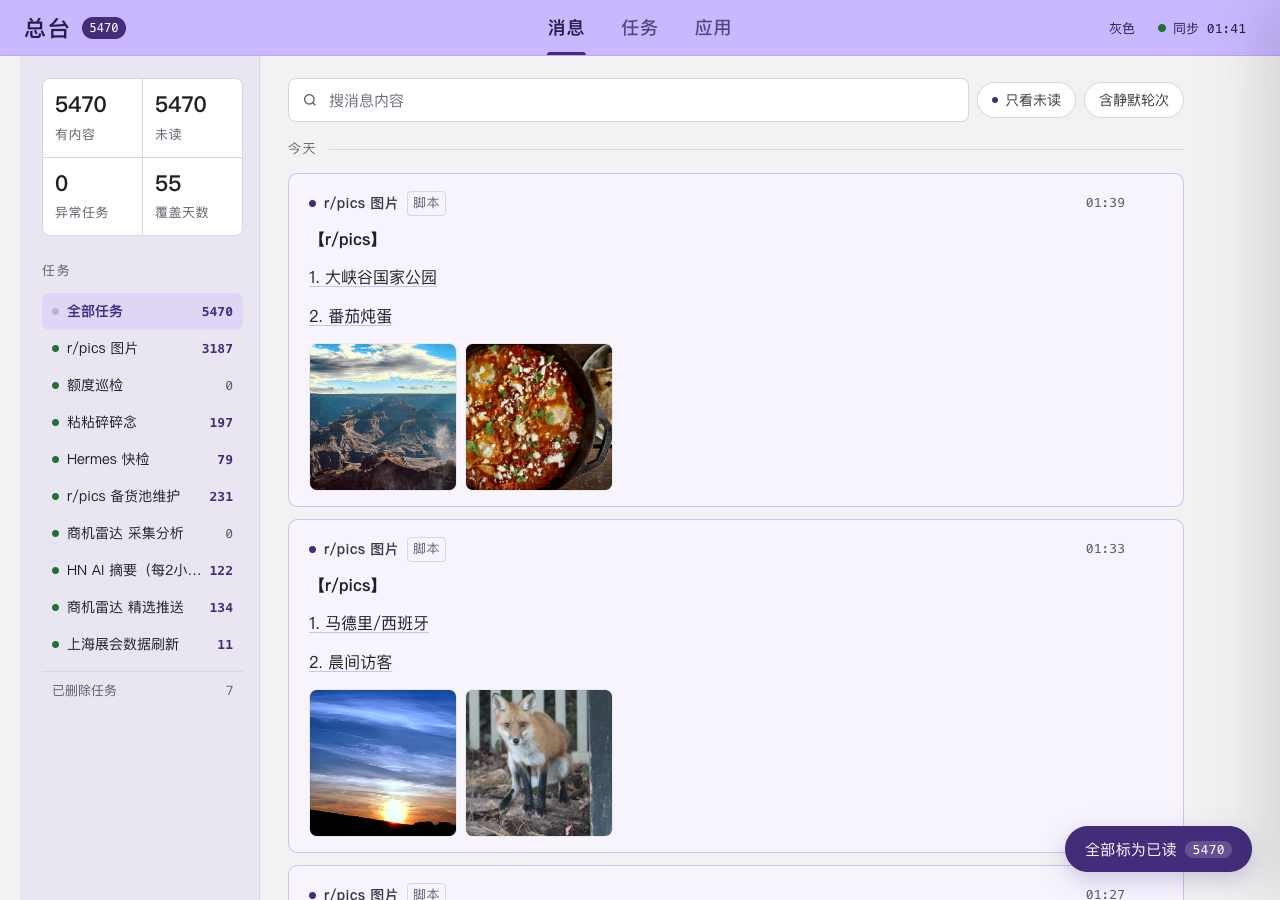 总台 5470 消息 任务 应用 灰色 同步 01:41
5470 有内容
5470 未读
0 异常任务
55 覆盖天数
任务
全部任务 5470
r/pics 图片 3187
额度巡检 0
粘粘碎碎念 197
Hermes 快检 79
r/pics 备货池维护 231
商机雷达 采集分析 0
HN AI 摘要（每2小… 122
商机雷达 精选推送 134
上海展会数据刷新 11
已删除任务 7
搜消息内容 只看未读 含静默轮次
今天
r/pics 图片 脚本 01:39
【r/pics】
1. 大峡谷国家公园
2. 番茄炖蛋
r/pics 图片 脚本 01:33
【r/pics】
1. 马德里/西班牙
2. 晨间访客
全部标为已读 5470
r/pics 图片 脚本 01:27